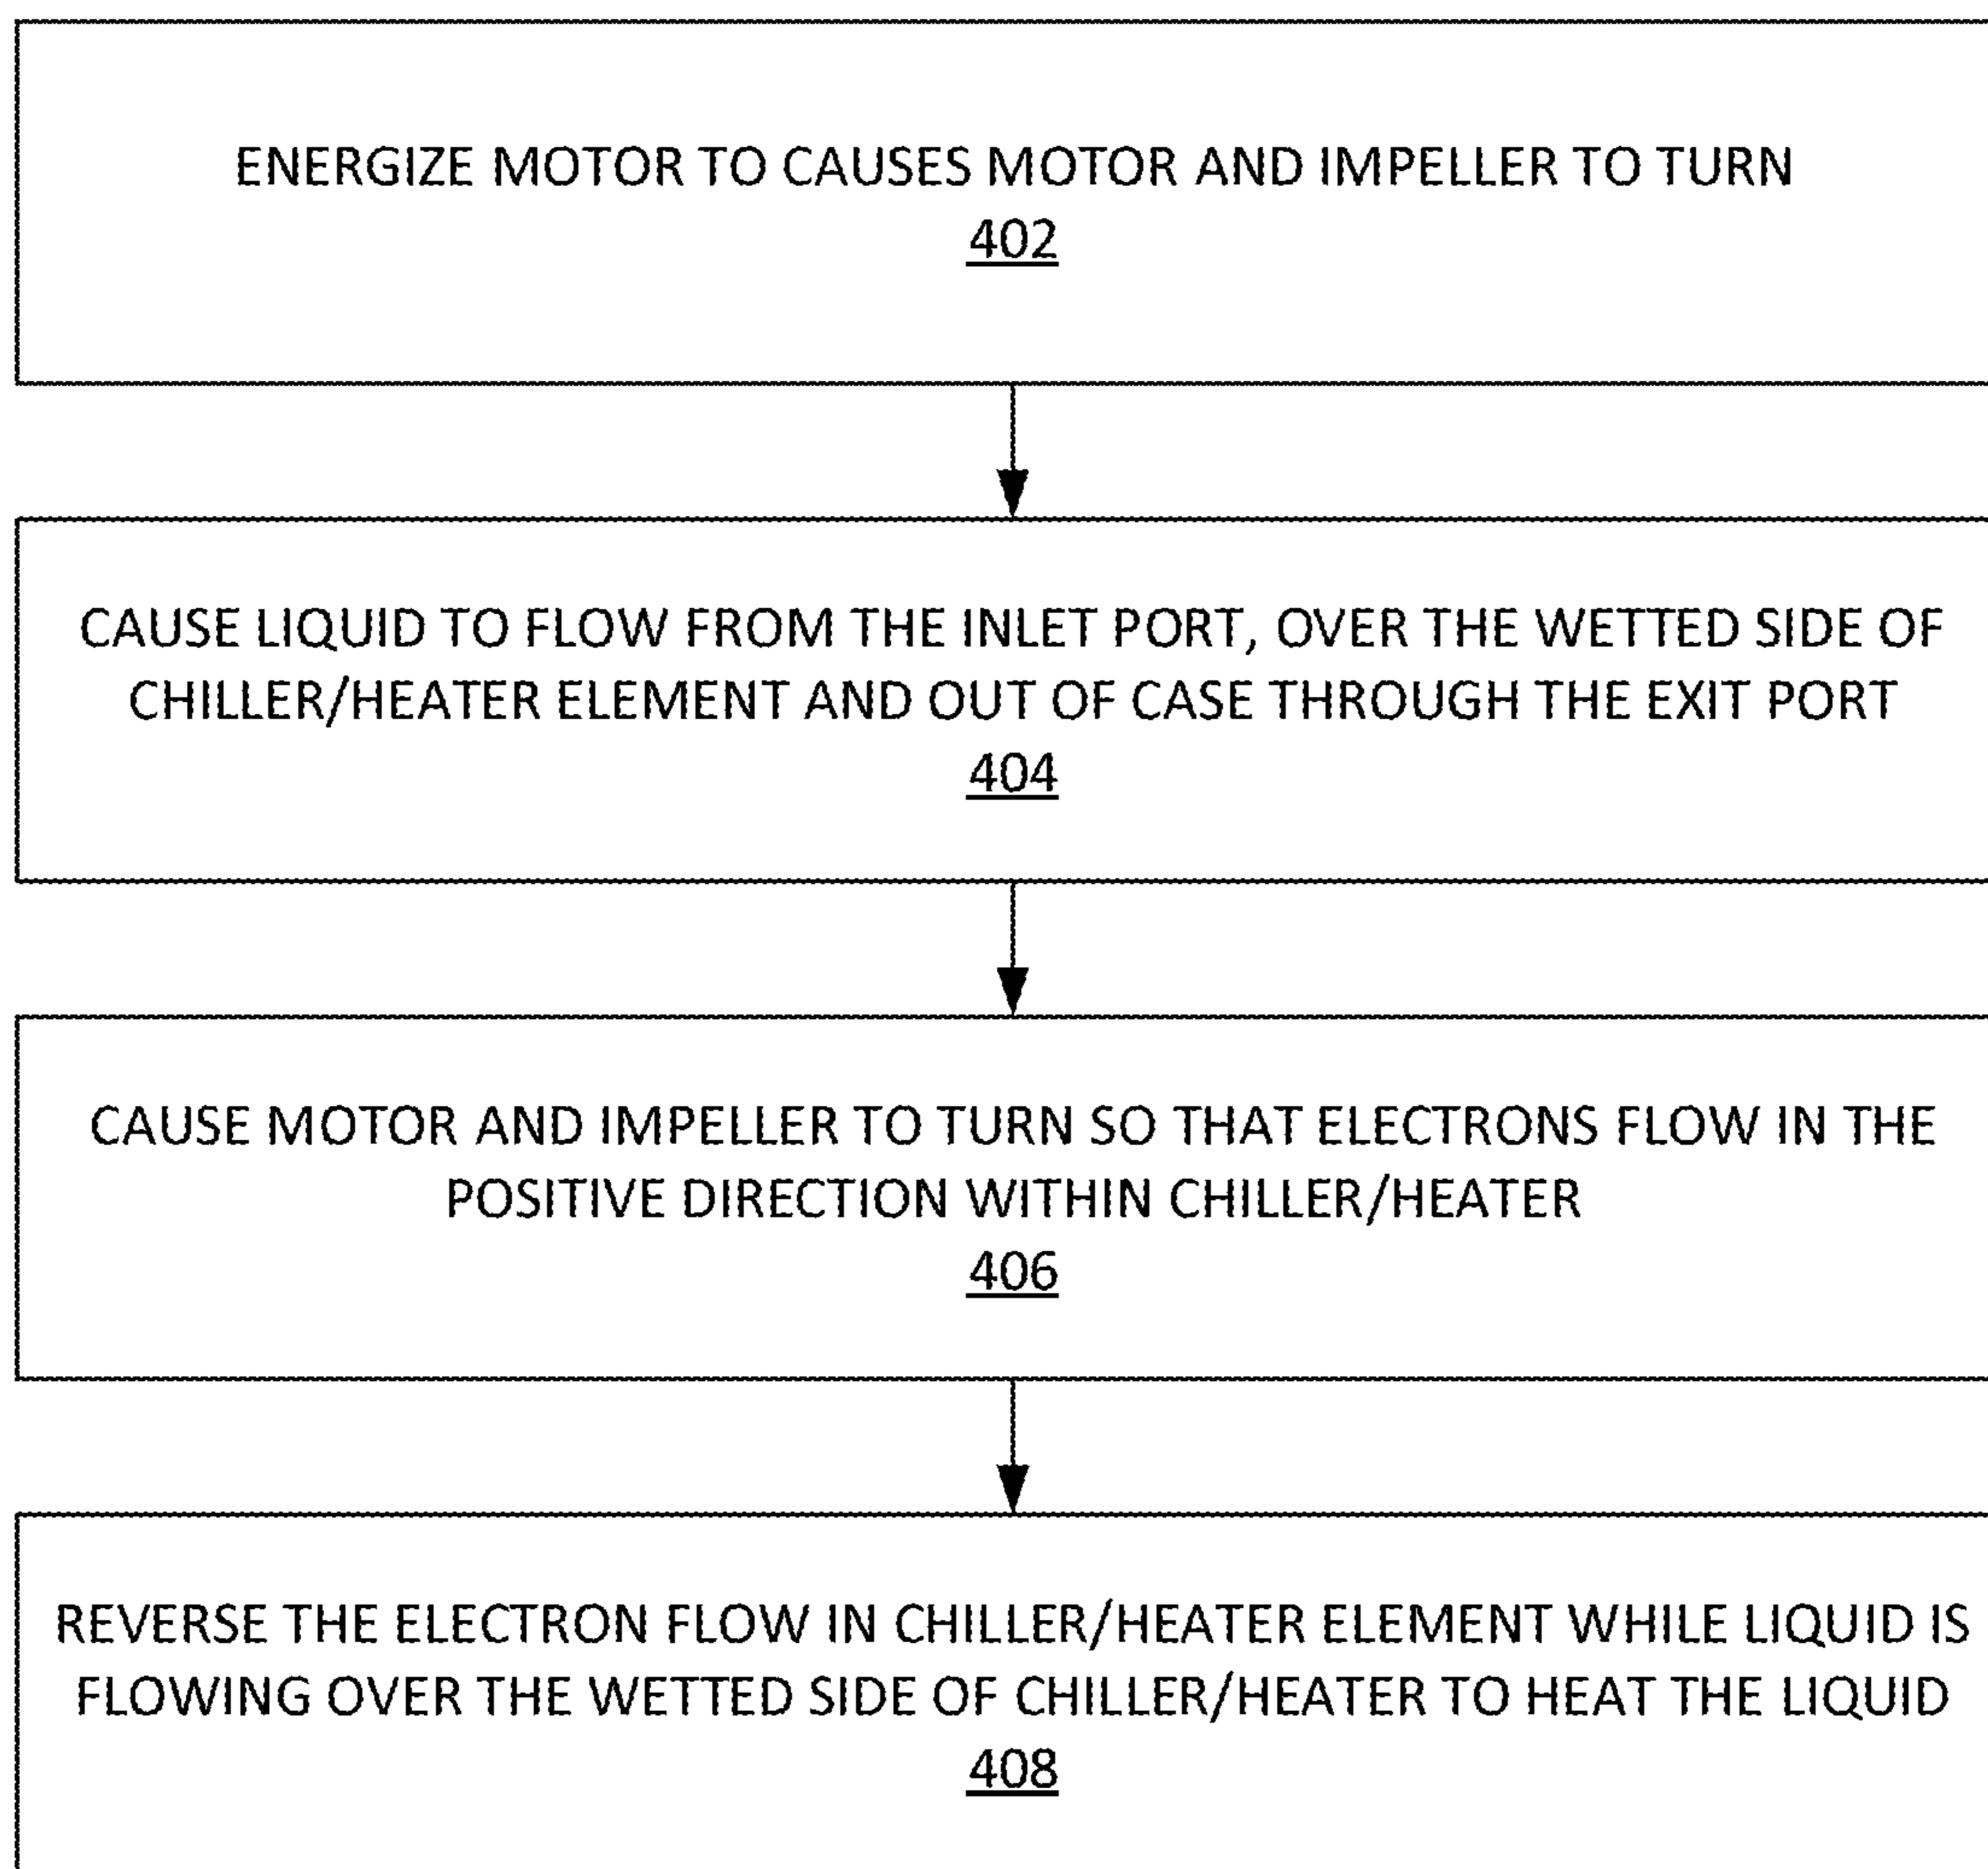 ENERGIZE MOTOR TO CAUSES MOTOR AND IMPELLER TO TURN
402
CAUSE LIQUID TO FLOW FROM THE INLET PORT, OVER THE WETTED SIDE OF
CHILLER/HEATER ELEMENT AND OUT OF CASE THROUGH THE EXIT PORT
404
CAUSE MOTOR AND IMPELLER TO TURN SO THAT ELECTRONS FLOW IN THE
POSITIVE DIRECTION WITHIN CHILLER/HEATER
406
REVERSE THE ELECTRON FLOW IN CHILLER/HEATER ELEMENT WHILE LIQUID IS
FLOWING OVER THE WETTED SIDE OF CHILLER/HEATER TO HEAT THE LIQUID
408